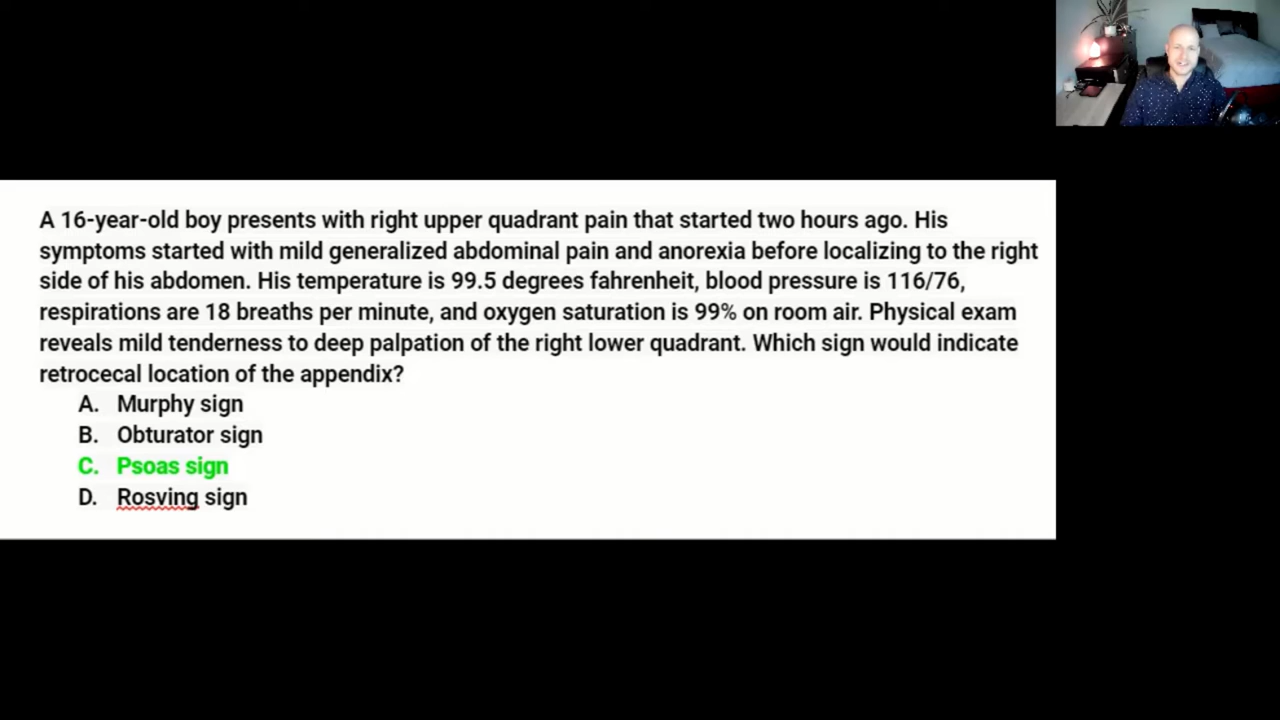 A 16-year-old boy presents with right upper quadrant pain that started two hours ago. His
symptoms started with mild generalized abdominal pain and anorexia before localizing to the right
side of his abdomen. His temperature is 99.5 degrees fahrenheit, blood pressure is 116/76,
respirations are 18 breaths per minute, and oxygen saturation is 99% on room air. Physical exam
reveals mild tenderness to deep palpation of the right lower quadrant. Which sign would indicate
retrocecal location of the appendix?
A. Murphy sign
B. Obturator sign
C. Psoas sign
D. Rosving sign